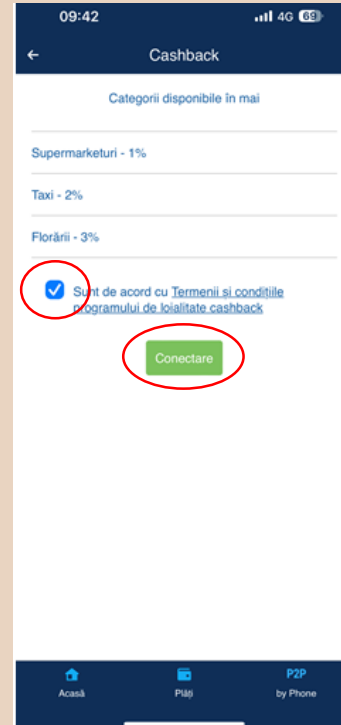 09:42 4G 69
Cashback
Categorii disponibile în mai
Supermarketuri - 1%
Taxi - 2%
Florării - 3%
Sunt de acord cu Termenii și condițiile
programului de loialitate cashback
Conectare
P2P
Acasă Plăți by Phone